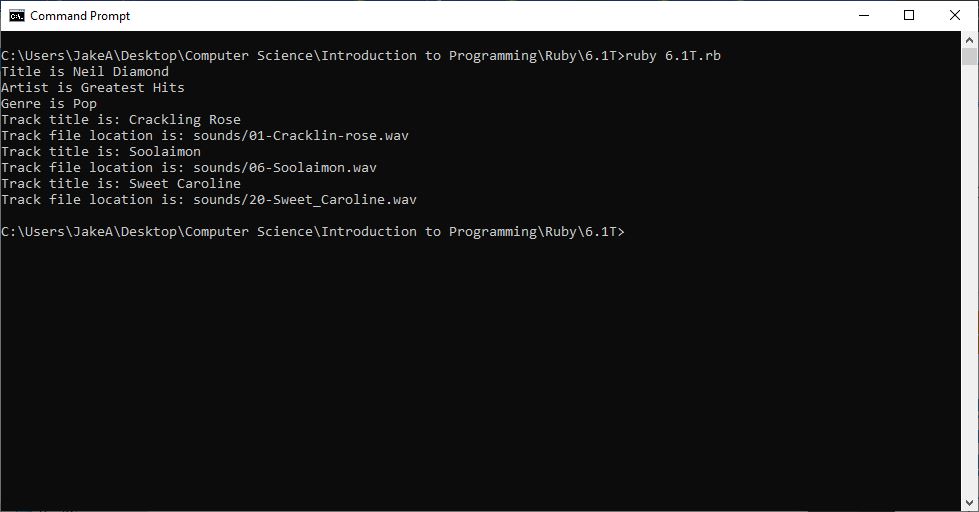 Command Prompt
C:\Users\JakeA\Desktop\Computer Science\Introduction to Programming\Ruby\6.1T>ruby 6.1T.rb
Title is Neil Diamond
Artist is Greatest Hits
Genre is Pop
Track title is: Crackling Rose
Track file location is: sounds/01-Cracklin-rose.wav
Track title is: Soolaimon
Track file location is: sounds/06-Soolaimon.wav
Track title is: Sweet Caroline
Track file location is: sounds/20-Sweet_Caroline.wav
C:\Users\JakeA\Desktop\Computer Science\Introduction to Programming\Ruby\6.1T>